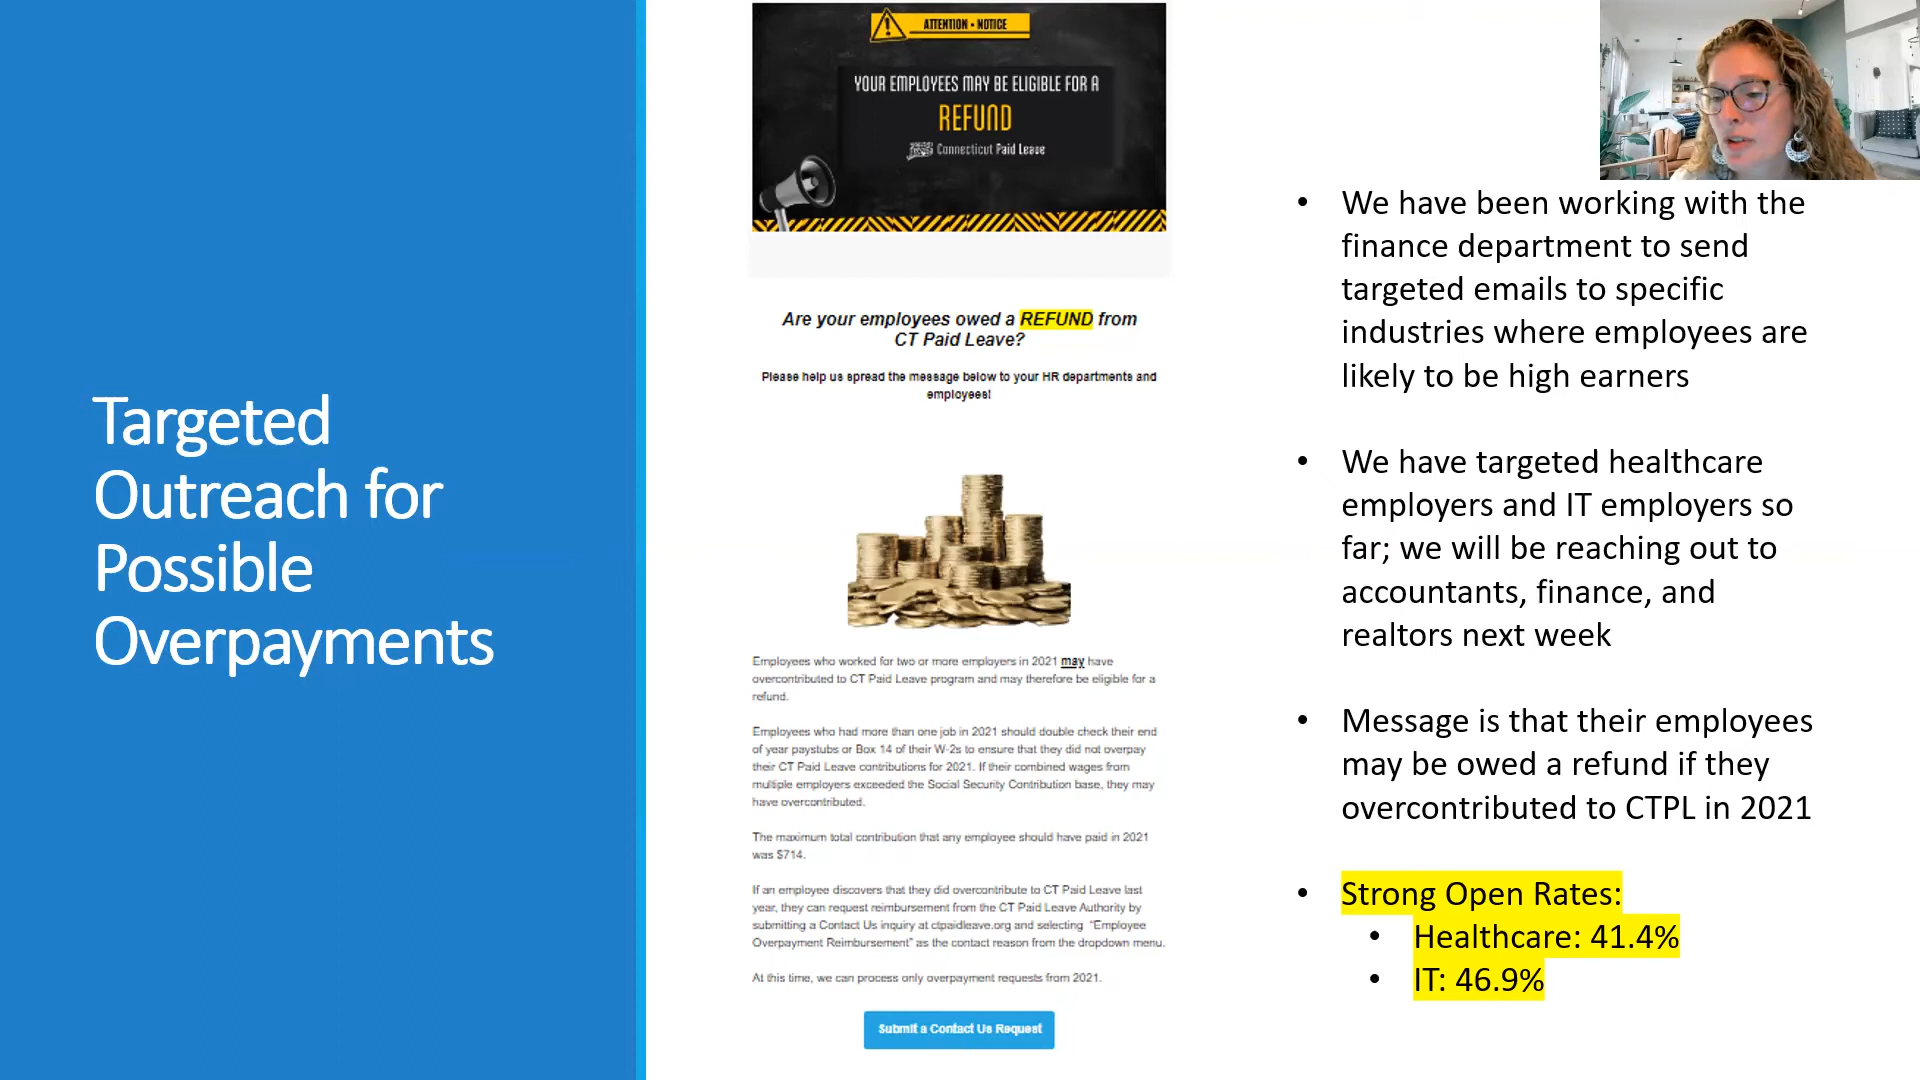 Targeted
Outreach for
Possible
Overpayments
ATTENTION • NOTICE
YOUR EMPLOYEES MAY BE ELIGIBLE FOR A
REFUND
Connecticut Paid Leave
Are your employees owed a REFUND from
CT Paid Leave?
Please help us spread the message below to your HR departments and
employees!
Employees who worked for two or more employers in 2021 may have
overcontributed to CT Paid Leave program and may therefore be eligible for a
refund.
Employees who had more than one job in 2021 should double check their end
of year paystubs or Box 14 of their W-2s to ensure that they did not overpay
their CT Paid Leave contributions for 2021. If their combined wages from
multiple employers exceeded the Social Security Contribution base, they may
have overcontributed.
The maximum total contribution that any employee should have paid in 2021
was $714.
If an employee discovers that they did overcontribute to CT Paid Leave last
year, they can request reimbursement from the CT Paid Leave Authority by
submitting a Contact Us inquiry at ctpaidleave.org and selecting "Employee
Overpayment Reimbursement" as the contact reason from the dropdown menu.
At this time, we can process only overpayment requests from 2021.
Submit a Contact Us Request
• We have been working with the
finance department to send
targeted emails to specific
industries where employees are
likely to be high earners
• We have targeted healthcare
employers and IT employers so
far; we will be reaching out to
accountants, finance, and
realtors next week
• Message is that their employees
may be owed a refund if they
overcontributed to CTPL in 2021
• Strong Open Rates:
• Healthcare: 41.4%
• IT: 46.9%